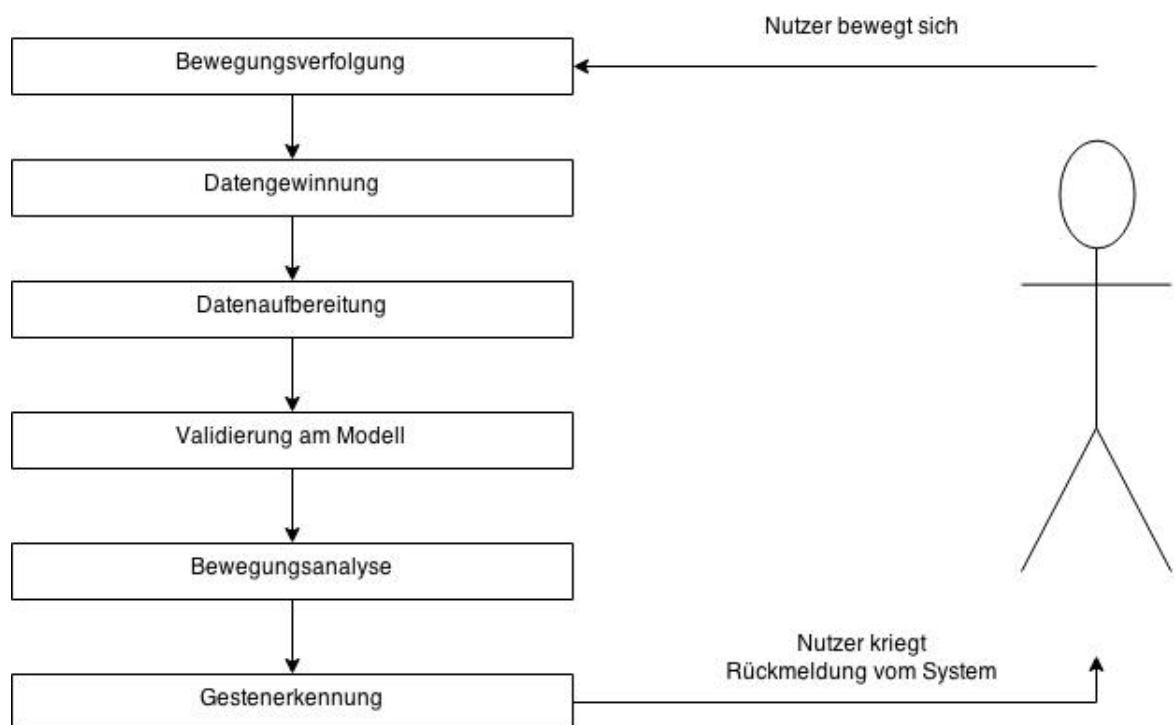 Nutzer bewegt sich
Bewegungsverfolgung
Datengewinnung
Datenaufbereitung
Validierung am Modell
Bewegungsanalyse
Gestenerkennung
Nutzer kriegt
Rückmeldung vom System